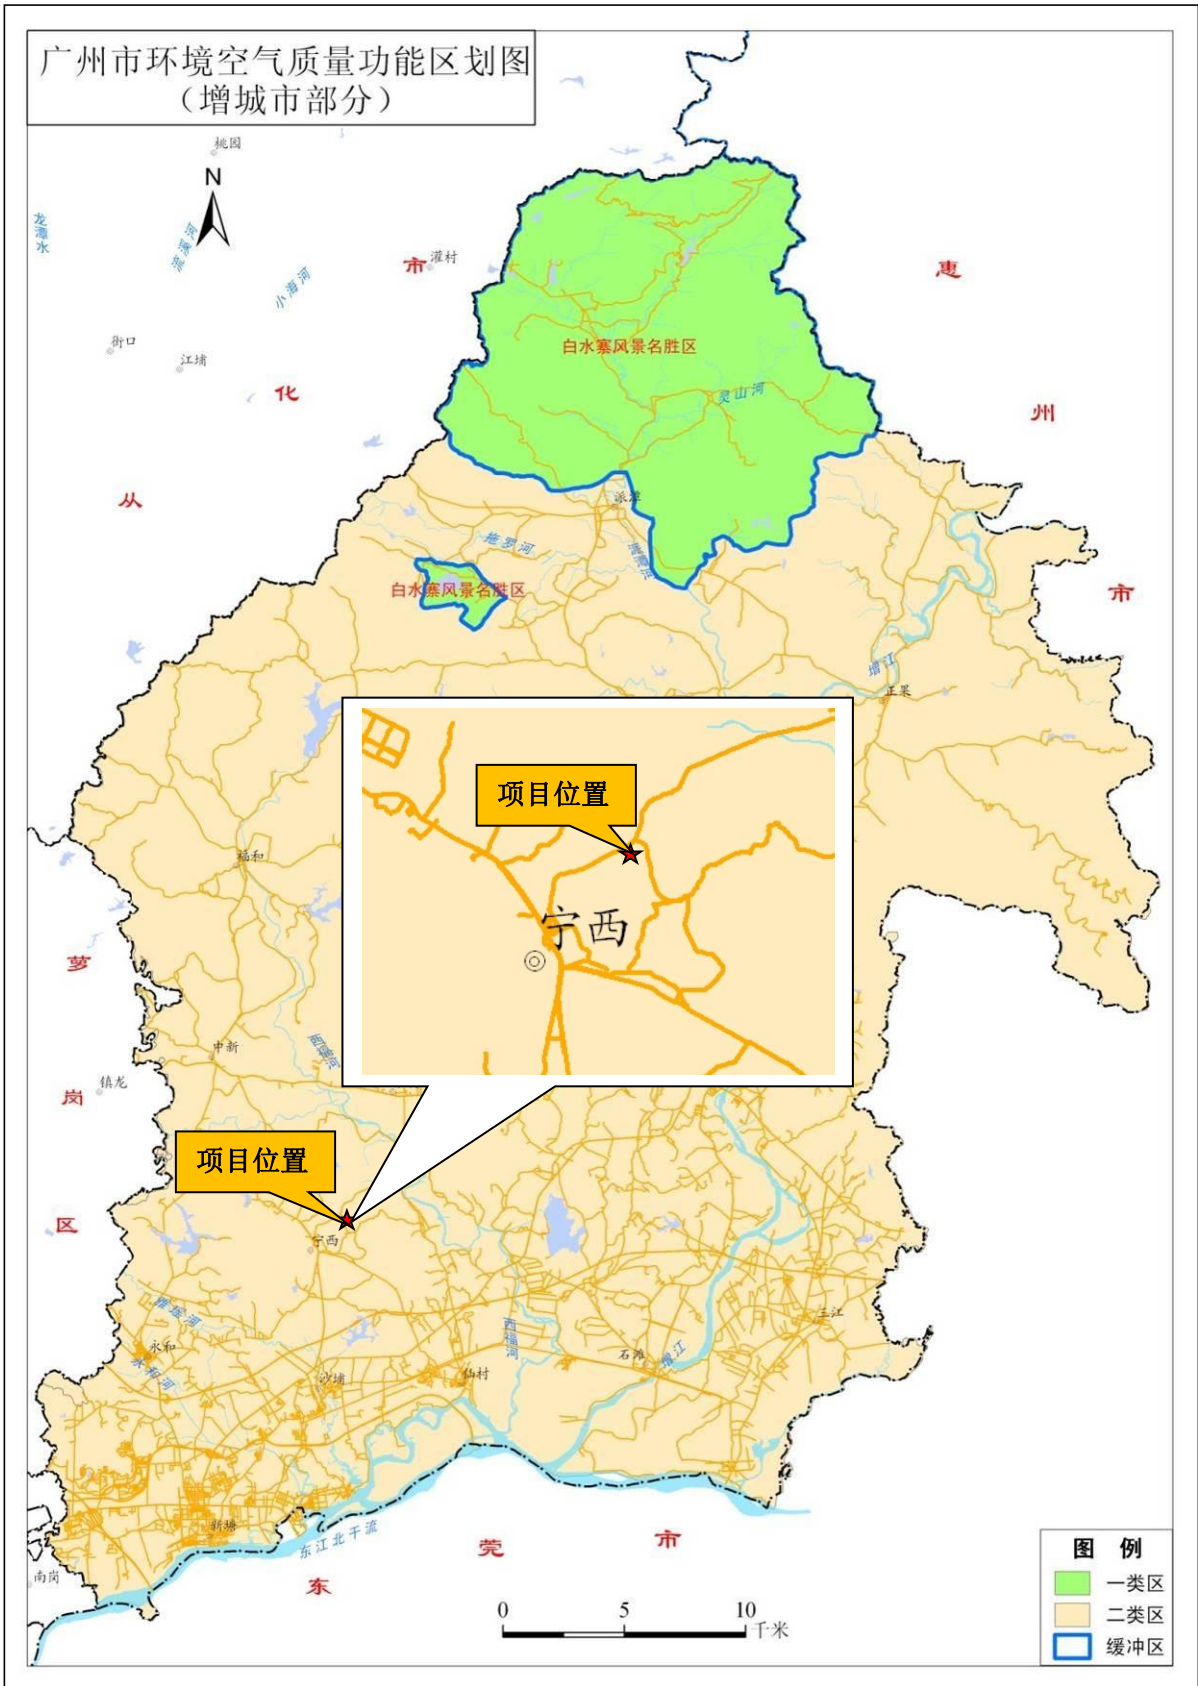 广州市环境空气质量功能区划图
（增城市部分）
桃园
N
龙潭水
流溪河
小海河
市
灌村
惠
街口
江埔
白水寨风景名胜区
化
灵山河
州
从
派潭
拖罗河
白水寨风景名胜区
市
增江
正果
项目位置
福和
宁西
萝
西福河
中新
镇龙
岗
项目位置
区
宁西
雅瑶河
三江
永和
西福河
石滩
增江
永和河
沙埔
仙村
新塘
东江北干流
莞
市
南岗
东
图 例
一类区
二类区
缓冲区
0 5 10
千米